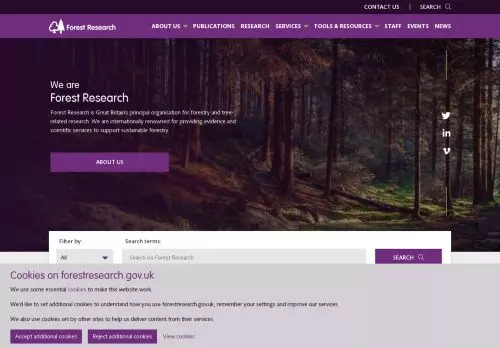 CONTACT US | SEARCH
Forest Research
ABOUT US PUBLICATIONS RESEARCH SERVICES TOOLS & RESOURCES STAFF EVENTS NEWS
We are
Forest Research
Forest Research is Great Britain's principal organisation for forestry and tree-
related research. We are internationally renowned for providing evidence and
scientific services to support sustainable forestry.
ABOUT US
Filter by: Search terms:
All Search on Forest Research SEARCH
Cookies on forestresearch.gov.uk
We use some essential cookies to make this website work.
We'd like to set additional cookies to understand how you use forestresearch.gov.uk, remember your settings and improve our services.
We also use cookies set by other sites to help us deliver content from their services.
Accept additional cookies Reject additional cookies View cookies